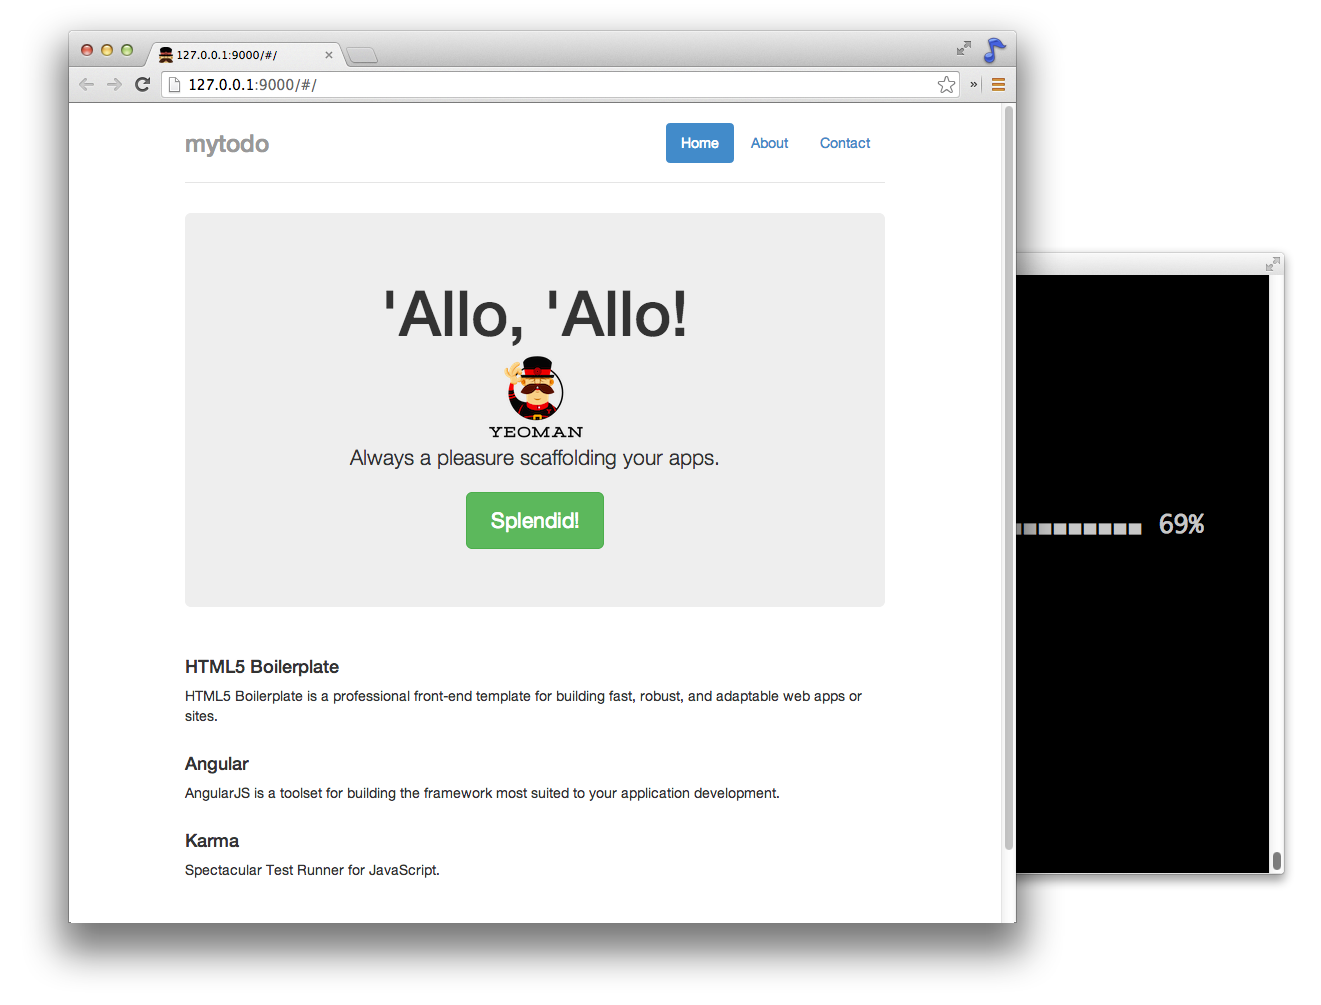 127.0.0.1:9000/#/
127.0.0.1:9000/#/
»
mytodo
Home
About
Contact
'Allo, 'Allo!
YEOMAN
Always a pleasure scaffolding your apps.
Splendid!
69%
HTML5 Boilerplate
HTML5 Boilerplate is a professional front-end template for building fast, robust, and adaptable web apps or
sites.
Angular
AngularJS is a toolset for building the framework most suited to your application development.
Karma
Spectacular Test Runner for JavaScript.